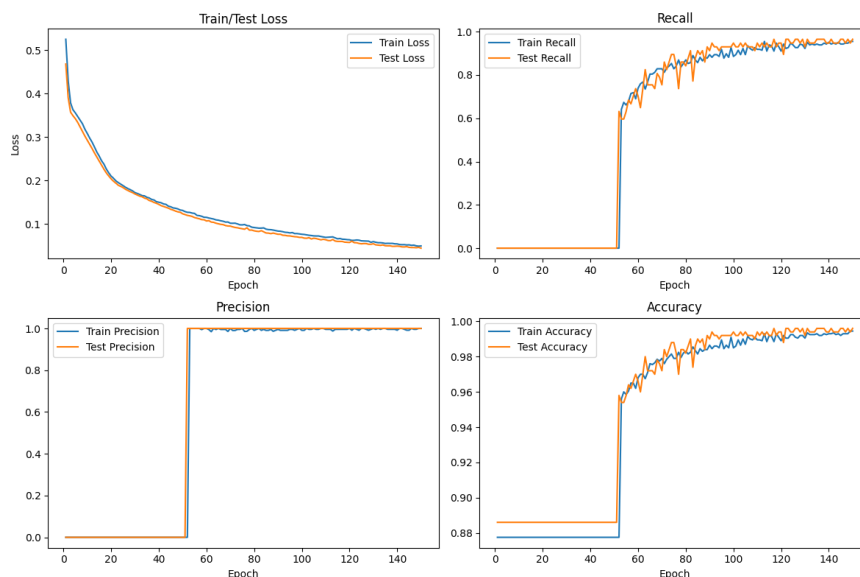 Train/Test Loss
Train Loss
Test Loss
Loss
0.5
0.4
0.3
0.2
0.1
0 20 40 60 80 100 120 140
Epoch
Recall
Train Recall
Test Recall
1.0
0.8
0.6
0.4
0.2
0.0
0 20 40 60 80 100 120 140
Epoch
Precision
Train Precision
Test Precision
1.0
0.8
0.6
0.4
0.2
0.0
0 20 40 60 80 100 120 140
Epoch
Accuracy
Train Accuracy
Test Accuracy
1.00
0.98
0.96
0.94
0.92
0.90
0.88
0 20 40 60 80 100 120 140
Epoch